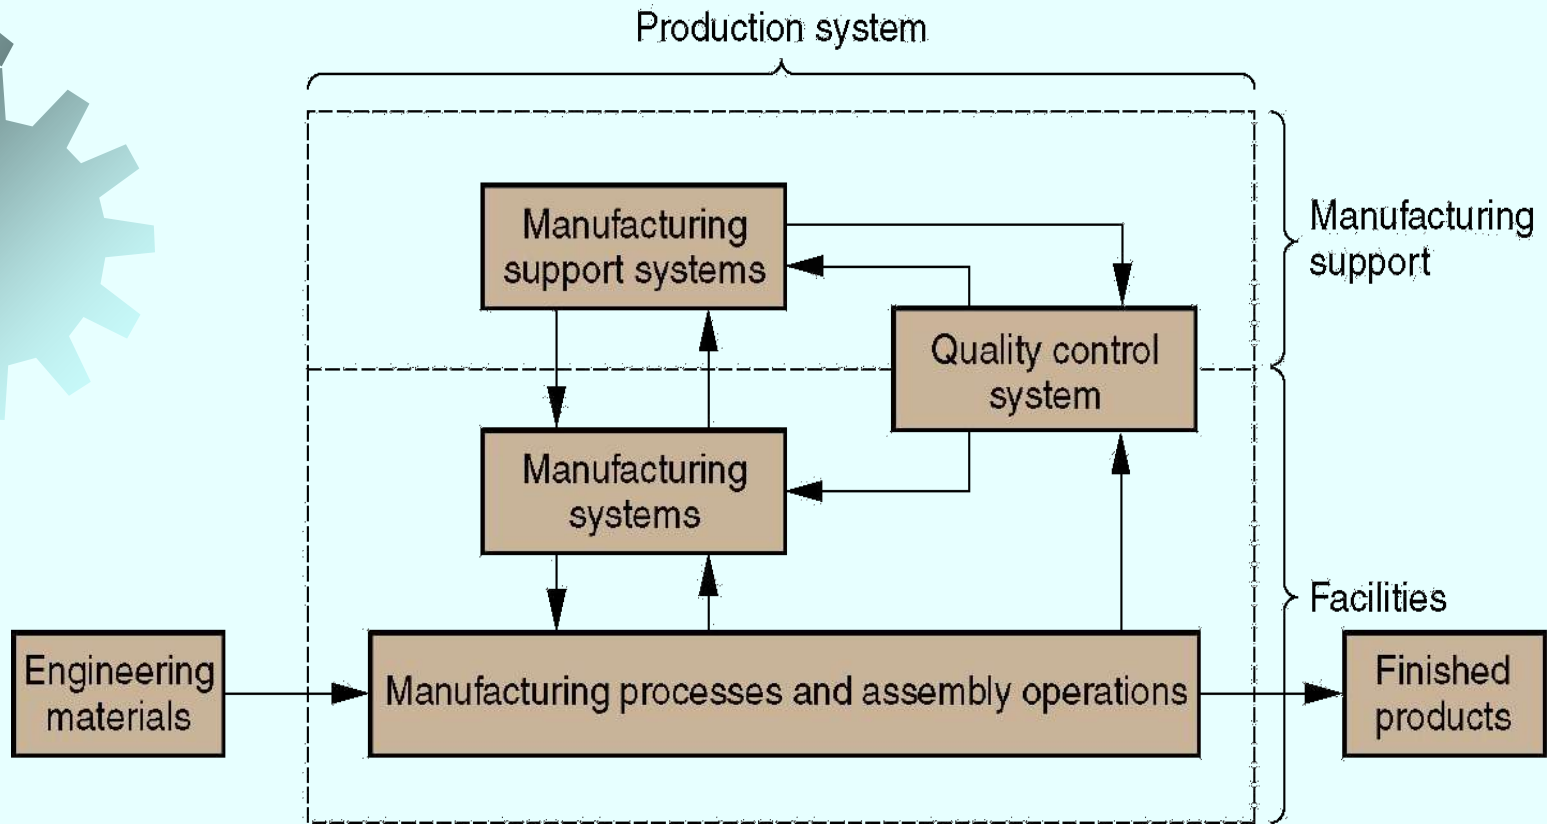 Production system
Manufacturing
support systems
Manufacturing
support
Quality control
system
Manufacturing
systems
Facilities
Engineering
materials
Manufacturing processes and assembly operations
Finished
products